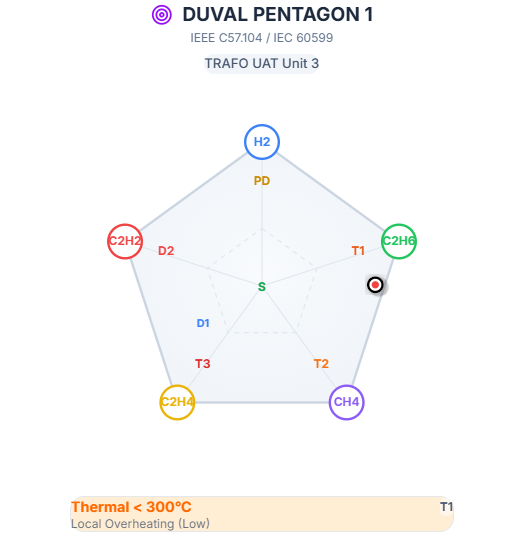 DUVAL PENTAGON 1
IEEE C57.104 / IEC 60599
TRAFO UAT Unit 3
H2
PD
C2H2
D2
T1
C2H6
S
D1
T3
T2
C2H4
CH4
Thermal < 300°C
T1
Local Overheating (Low)